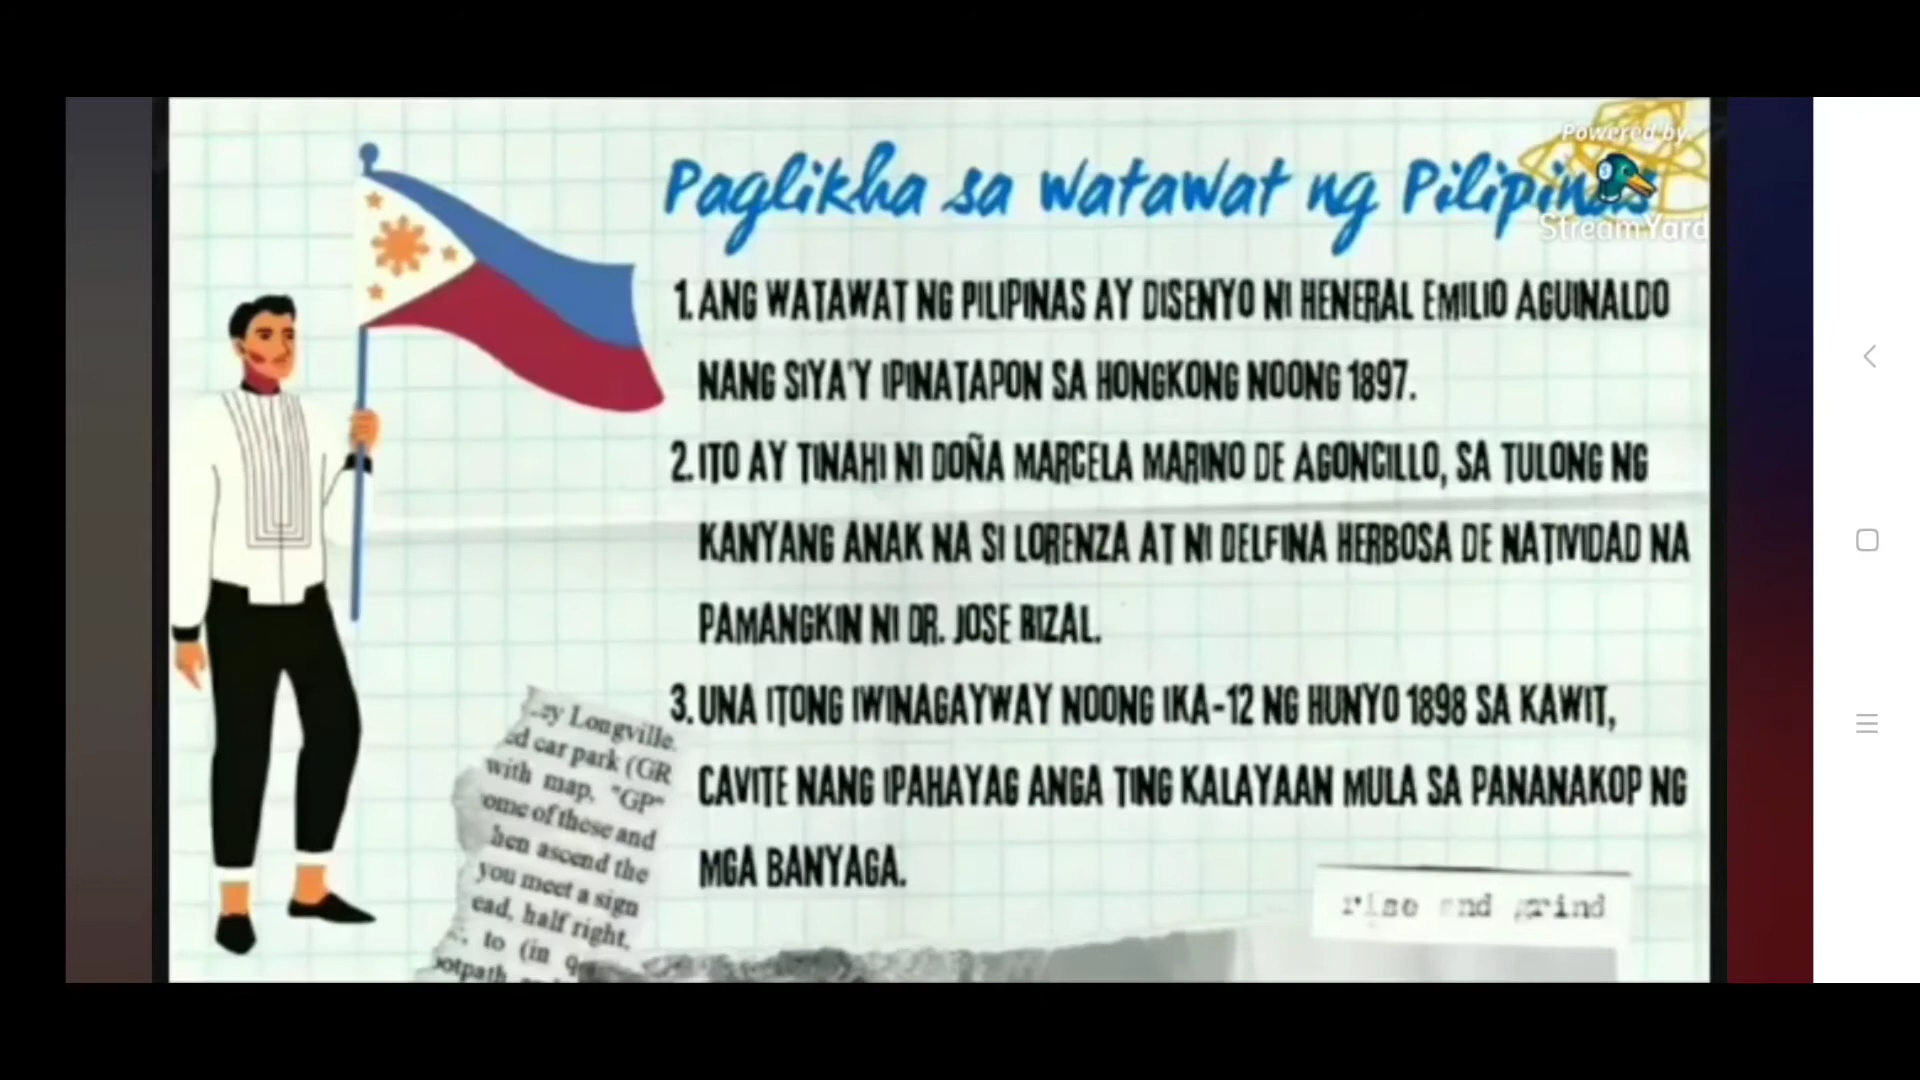 Powered by
StreamYard
Paglikha sa watawat ng Pilipinas
1. ANG WATAWAT NG PILIPINAS AY DISENYO NI HENERAL EMILIO AGUINALDO
NANG SIYA'Y IPINATAPON SA HONGKONG NOONG 1897.
2. ITO AY TINAHI NI DOÑA MARCELA MARINO DE AGONCILLO, SA TULONG NG
KANYANG ANAK NA SI LORENZA AT NI DELFINA HERBOSA DE NATIVIDAD NA
PAMANGKIN NI DR. JOSE RIZAL.
3. UNA ITONG IWINAGAYWAY NOONG IKA-12 NG HUNYO 1898 SA KAWIT,
CAVITE NANG IPAHAYAG ANGA TING KALAYAAN MULA SA PANANAKOP NG
MGA BANYAGA.
Longville.
car park (GR
with map, "GP"
of these and
ascend the
you meet a sign
half right,
to (in
rise and grind